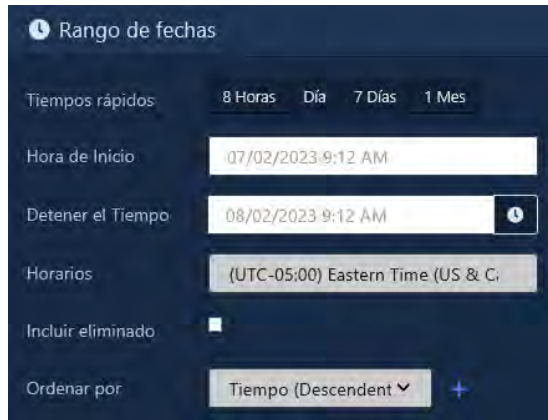 Rango de fechas
Tiempos rápidos 8 Horas Día 7 Días 1 Mes
Hora de Inicio 07/02/2023 9:12 AM
Detener el Tiempo 08/02/2023 9:12 AM
Horarios (UTC-05:00) Eastern Time (US & C
Incluir eliminado
Ordenar por Tiempo (Descendent +